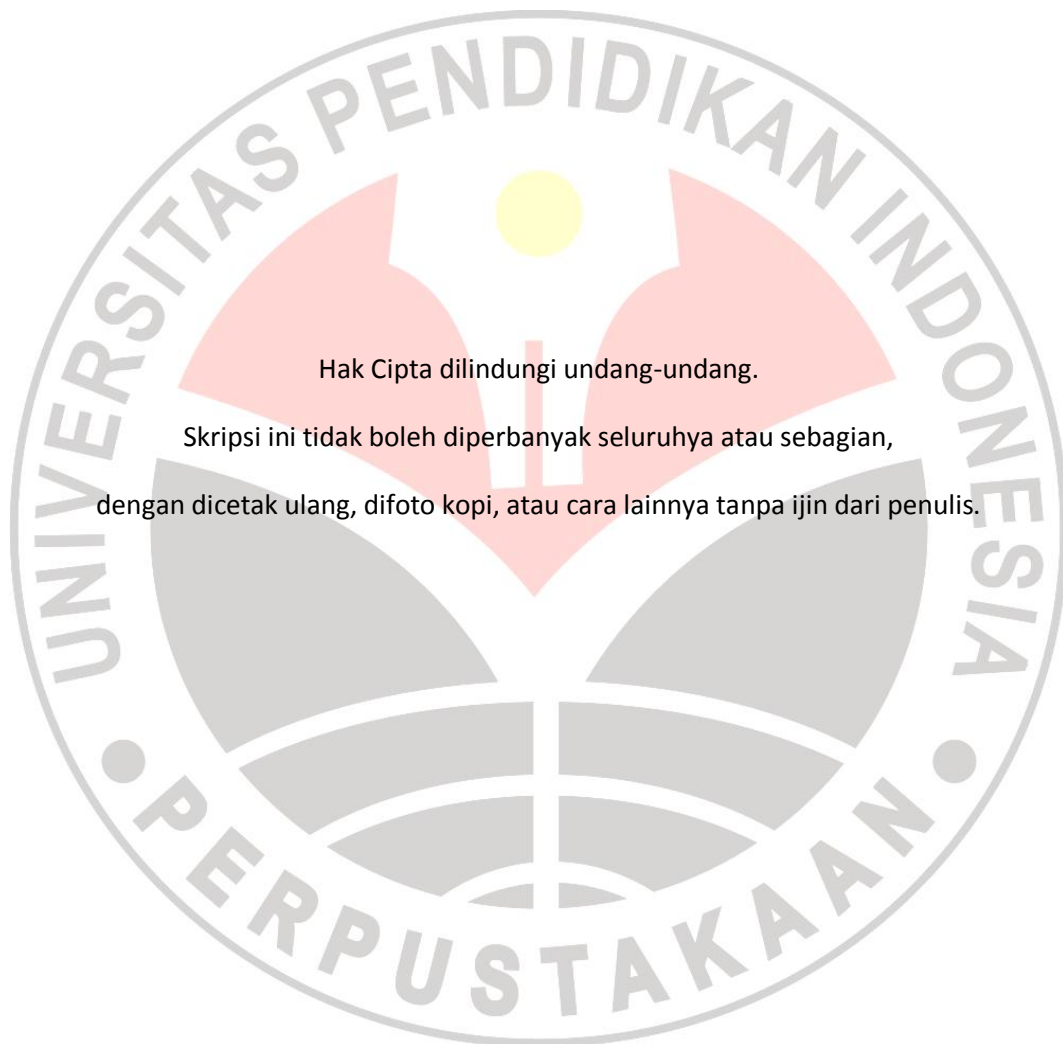 UNIVERSITAS PENDIDIKAN INDONESIA
Hak Cipta dilindungi undang-undang.
Skripsi ini tidak boleh diperbanyak seluruhya atau sebagian,
dengan dicetak ulang, difoto kopi, atau cara lainnya tanpa ijin dari penulis.
PERPUSTAKAAN